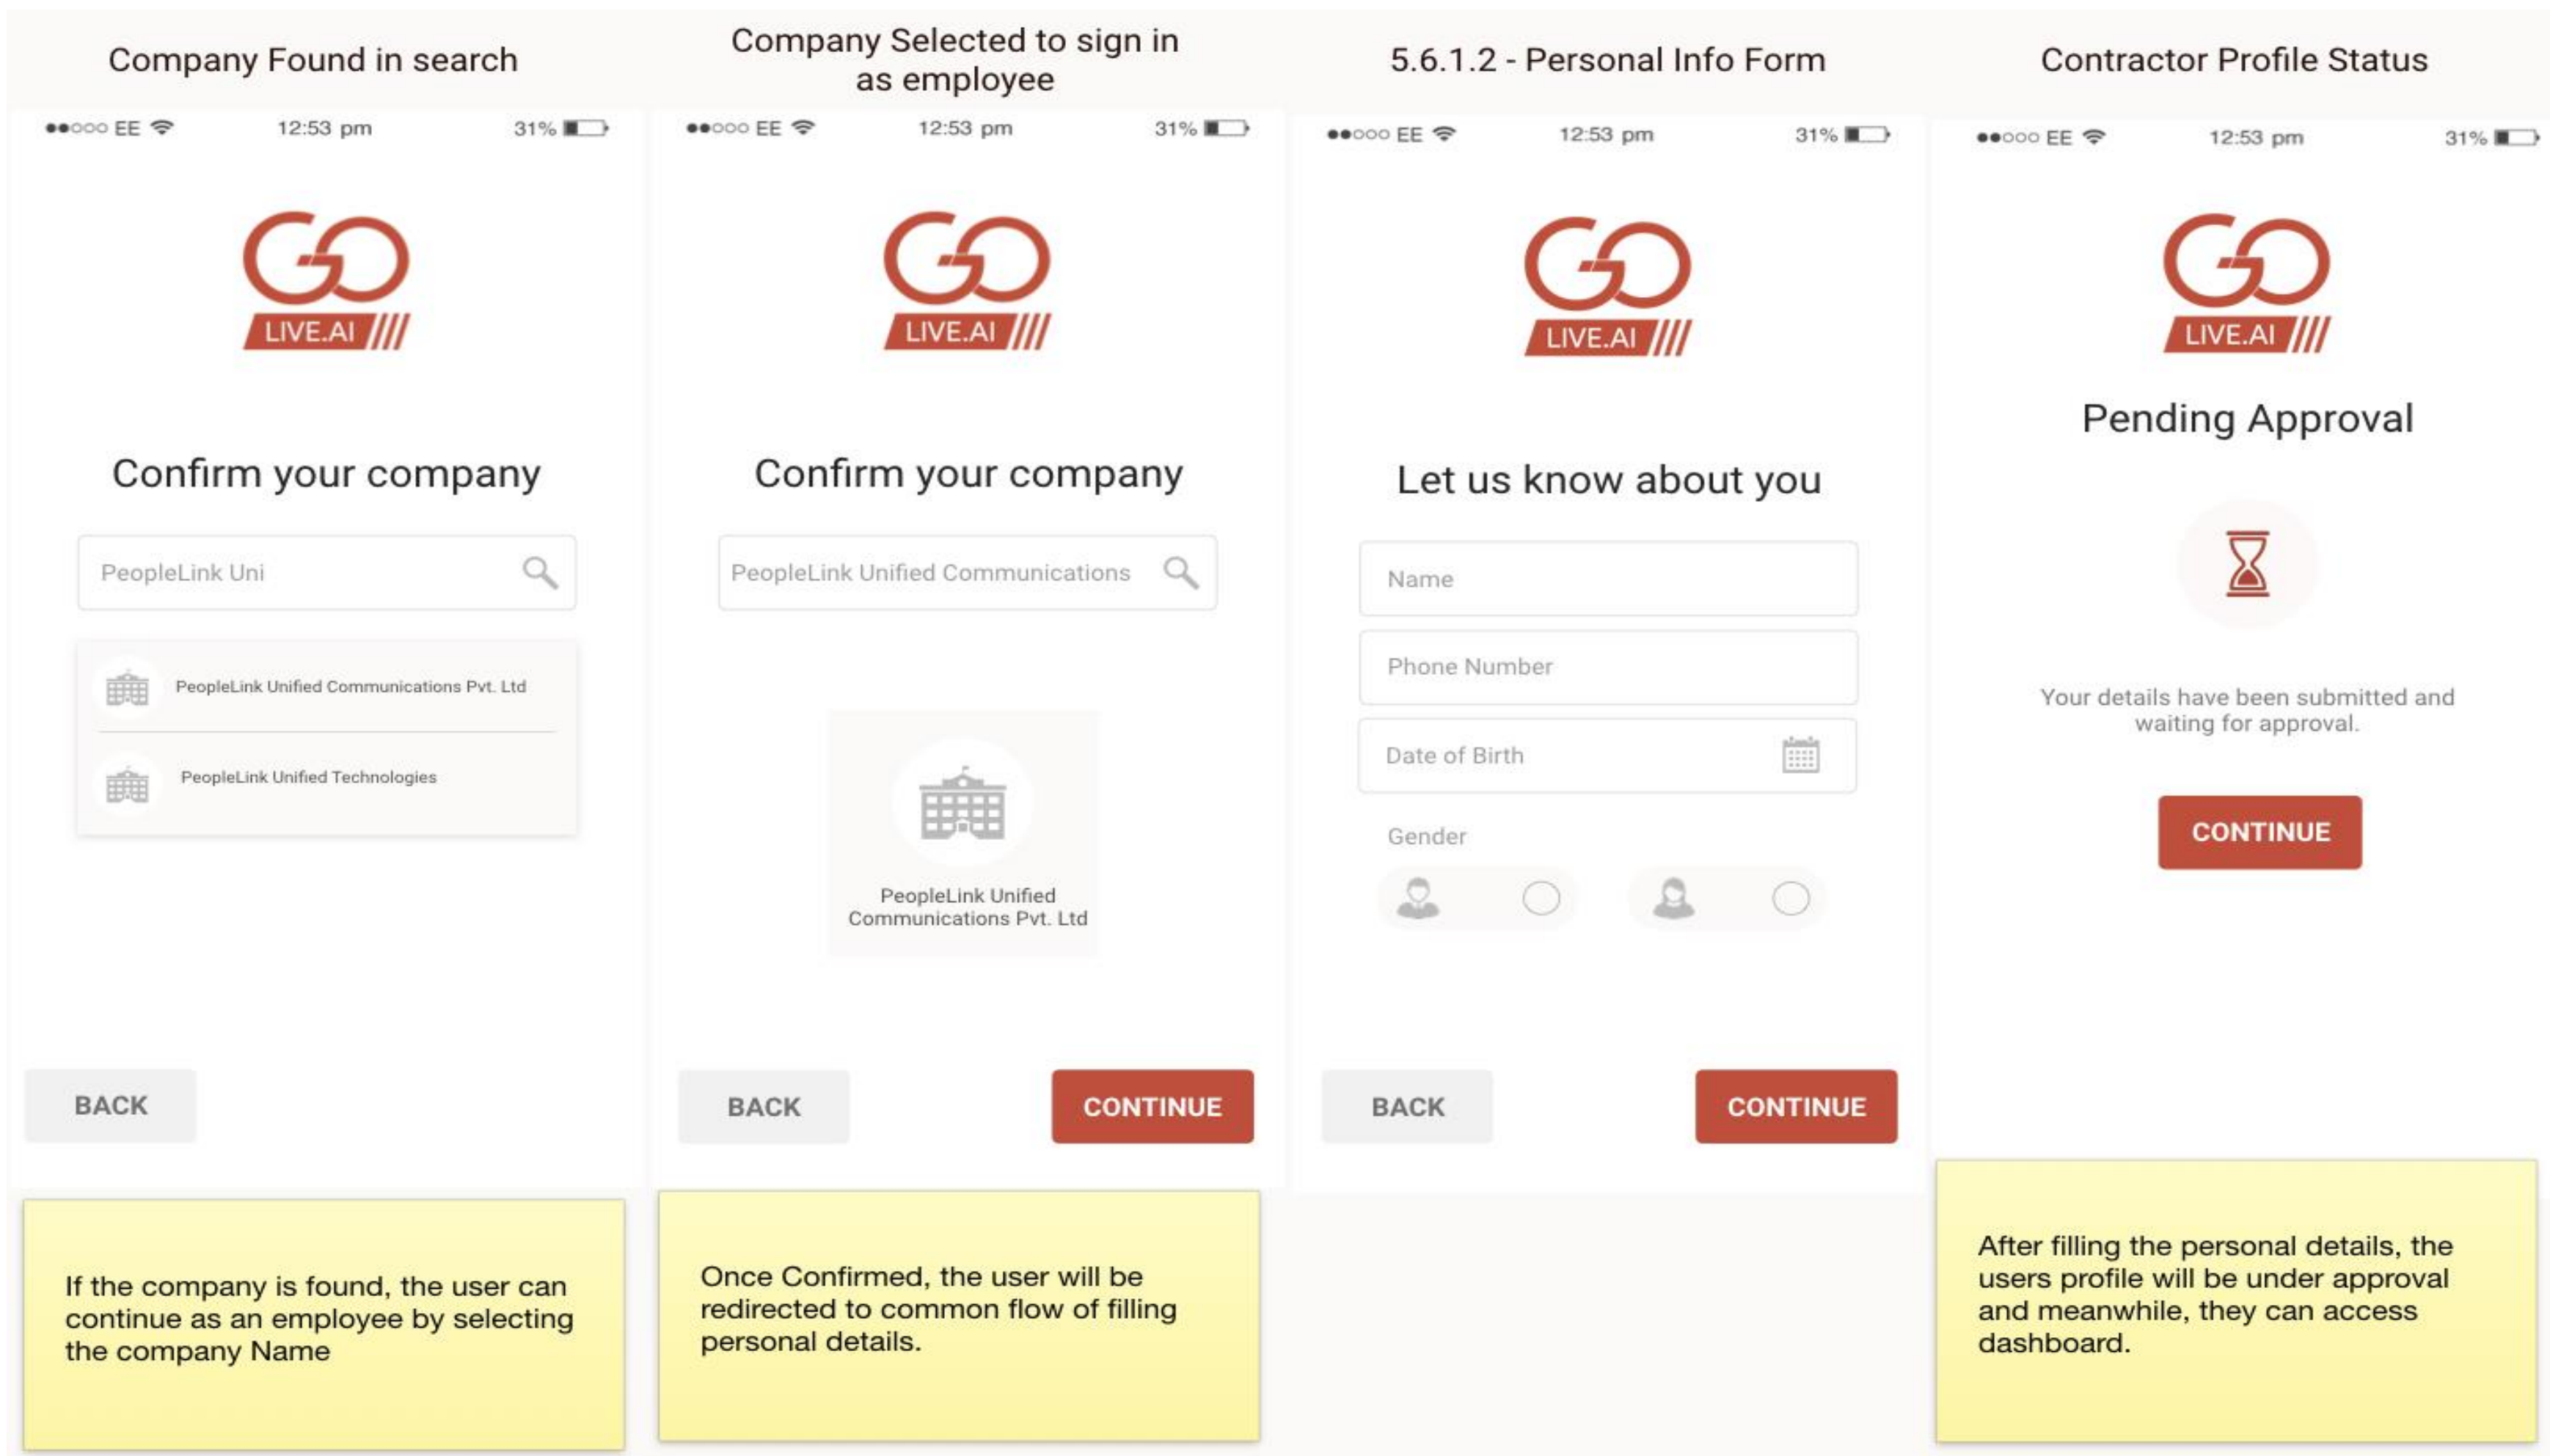 Company Found in search
EE 12:53 pm 31%
GO
LIVE.AI
Confirm your company
PeopleLink Uni
PeopleLink Unified Communications Pvt. Ltd
PeopleLink Unified Technologies
BACK
If the company is found, the user can
continue as an employee by selecting
the company Name
Company Selected to sign in
as employee
EE 12:53 pm 31%
GO
LIVE.AI
Confirm your company
PeopleLink Unified Communications
PeopleLink Unified
Communications Pvt. Ltd
BACK CONTINUE
Once Confirmed, the user will be
redirected to common flow of filling
personal details.
5.6.1.2 - Personal Info Form
EE 12:53 pm 31%
GO
LIVE.AI
Let us know about you
Name
Phone Number
Date of Birth
Gender
BACK CONTINUE
Contractor Profile Status
EE 12:53 pm 31%
GO
LIVE.AI
Pending Approval
Your details have been submitted and
waiting for approval.
CONTINUE
After filling the personal details, the
users profile will be under approval
and meanwhile, they can access
dashboard.